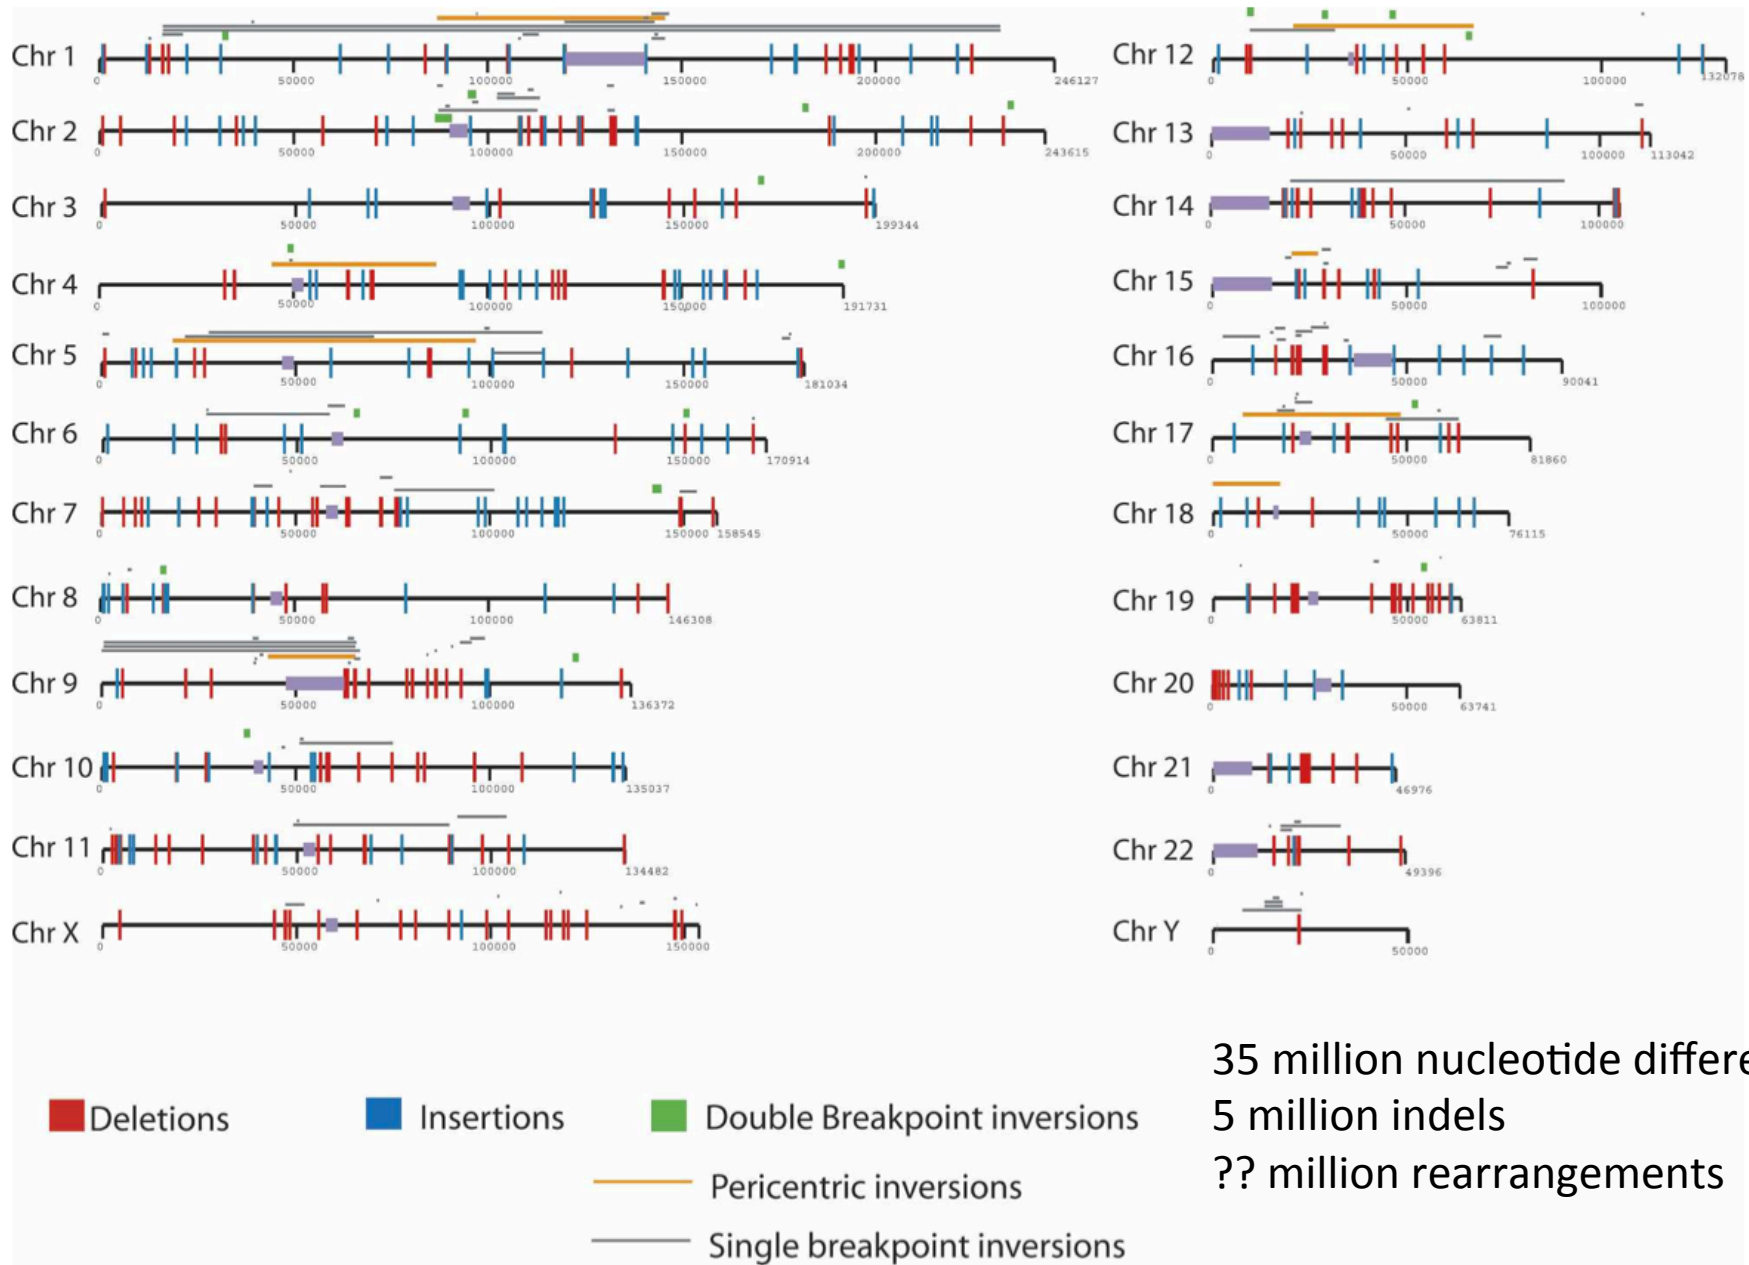 Chr 1
0 50000 100000 150000 200000 246127
Chr 2
0 50000 100000 150000 200000 243615
Chr 3
0 50000 100000 150000 199344
Chr 4
0 50000 100000 150000 191731
Chr 5
0 50000 100000 150000 181034
Chr 6
0 50000 100000 150000 170914
Chr 7
0 50000 100000 150000 158545
Chr 8
0 50000 100000 146308
Chr 9
0 50000 100000 136372
Chr 10
0 50000 100000 135037
Chr 11
0 50000 100000 134482
Chr X
0 50000 100000 150000
Chr 12
0 50000 100000 132078
Chr 13
0 50000 100000 113042
Chr 14
0 50000 100000
Chr 15
0 50000 100000
Chr 16
0 50000 90041
Chr 17
0 50000 81860
Chr 18
0 50000 76115
Chr 19
0 50000 63811
Chr 20
0 50000 63741
Chr 21
0 46976
Chr 22
0 49396
Chr Y
0 50000
Deletions
Insertions
Double Breakpoint inversions
Pericentric inversions
Single breakpoint inversions
35 million nucleotide differe
5 million indels
?? million rearrangements